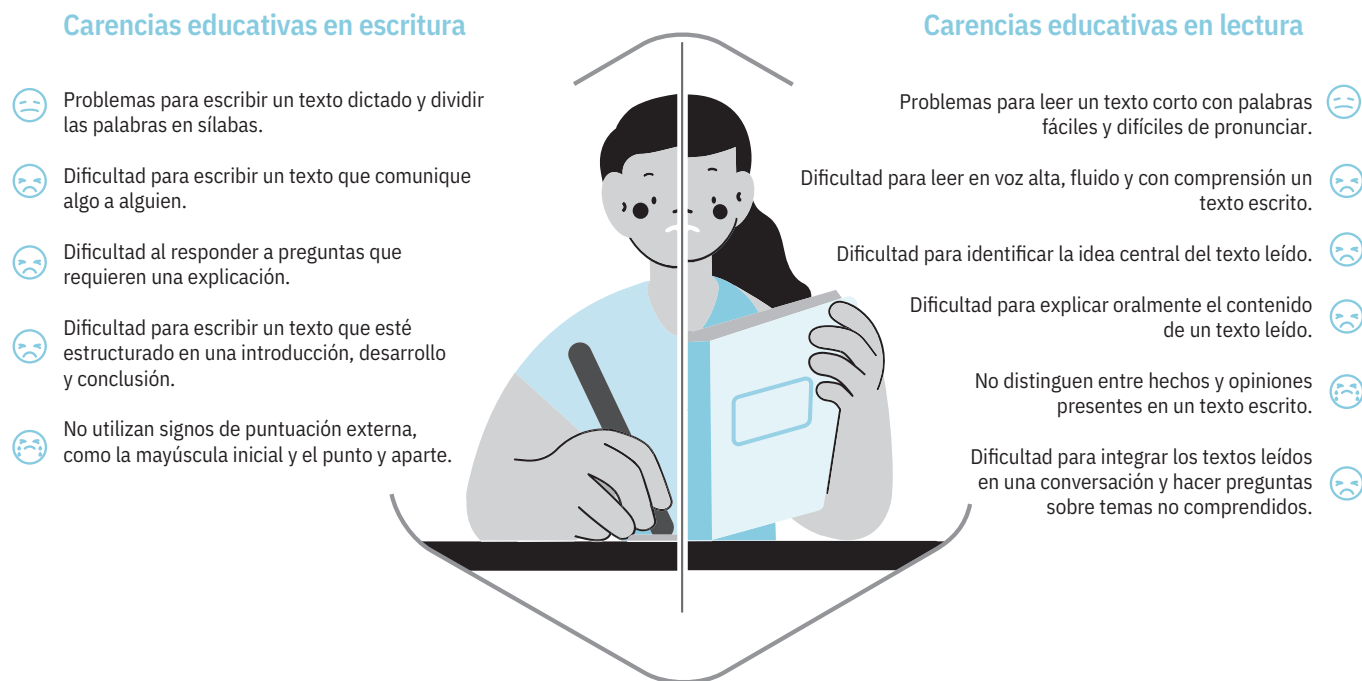 Carencias educativas en escritura
Problemas para escribir un texto dictado y dividir
las palabras en sílabas.
Dificultad para escribir un texto que comunique
algo a alguien.
Dificultad al responder a preguntas que
requieren una explicación.
Dificultad para escribir un texto que esté
estructurado en una introducción, desarrollo
y conclusión.
No utilizan signos de puntuación externa,
como la mayúscula inicial y el punto y aparte.
Carencias educativas en lectura
Problemas para leer un texto corto con palabras
fáciles y difíciles de pronunciar.
Dificultad para leer en voz alta, fluido y con comprensión un
texto escrito.
Dificultad para identificar la idea central del texto leído.
Dificultad para explicar oralmente el contenido
de un texto leído.
No distinguen entre hechos y opiniones
presentes en un texto escrito.
Dificultad para integrar los textos leídos
en una conversación y hacer preguntas
sobre temas no comprendidos.